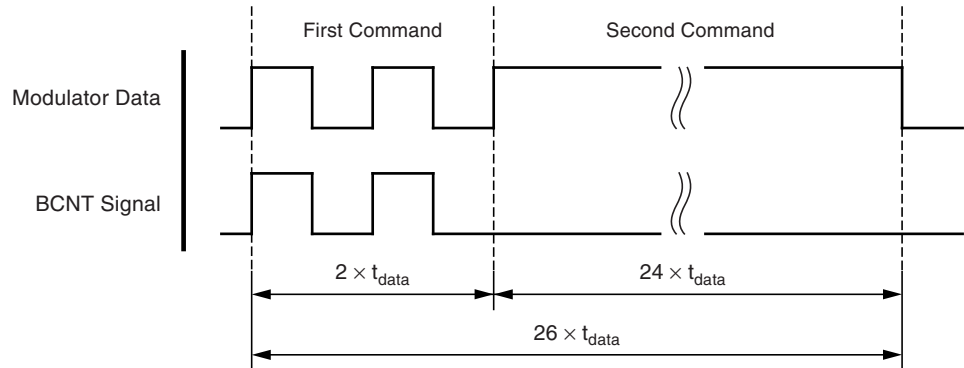 First Command
Second Command
Modulator Data
BCNT Signal
2 × t_data
24 × t_data
26 × t_data